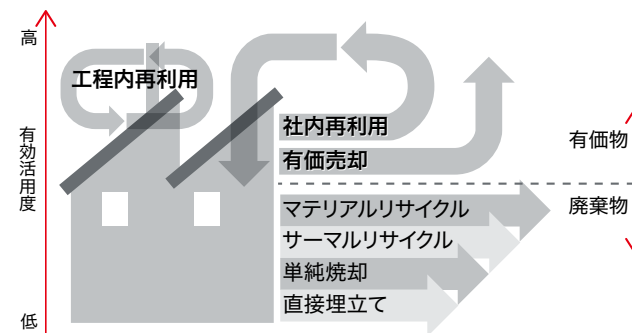 高
有効活用度
低
工程内再利用
社内再利用
有価売却
マテリアルリサイクル
サーマルリサイクル
単純焼却
直接埋立て
有価物
廃棄物